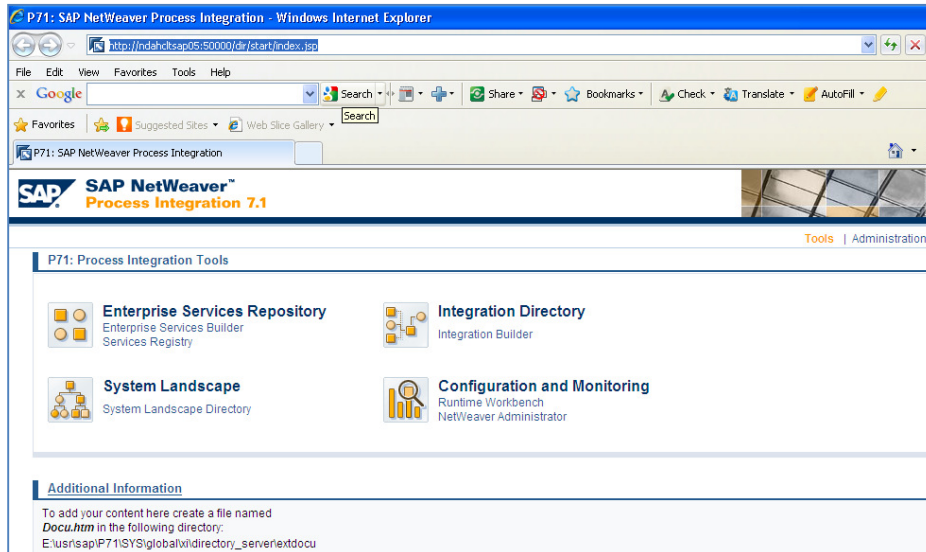 P71: SAP NetWeaver Process Integration - Windows Internet Explorer
http://ndahcltsap05:50000/dir/start/index.jsp
File Edit View Favorites Tools Help
x Google Search Share Bookmarks Check Translate AutoFill
Favorites Suggested Sites Web Slice Gallery Search
P71: SAP NetWeaver Process Integration
SAP SAP NetWeaver™
Process Integration 7.1
Tools | Administration
P71: Process Integration Tools
Enterprise Services Repository
Enterprise Services Builder
Services Registry
Integration Directory
Integration Builder
System Landscape
System Landscape Directory
Configuration and Monitoring
Runtime Workbench
NetWeaver Administrator
Additional Information
To add your content here create a file named
Docu.htm in the following directory:
E:\usr\sap\P71\SYS\global\xi\directory_server\extdocu